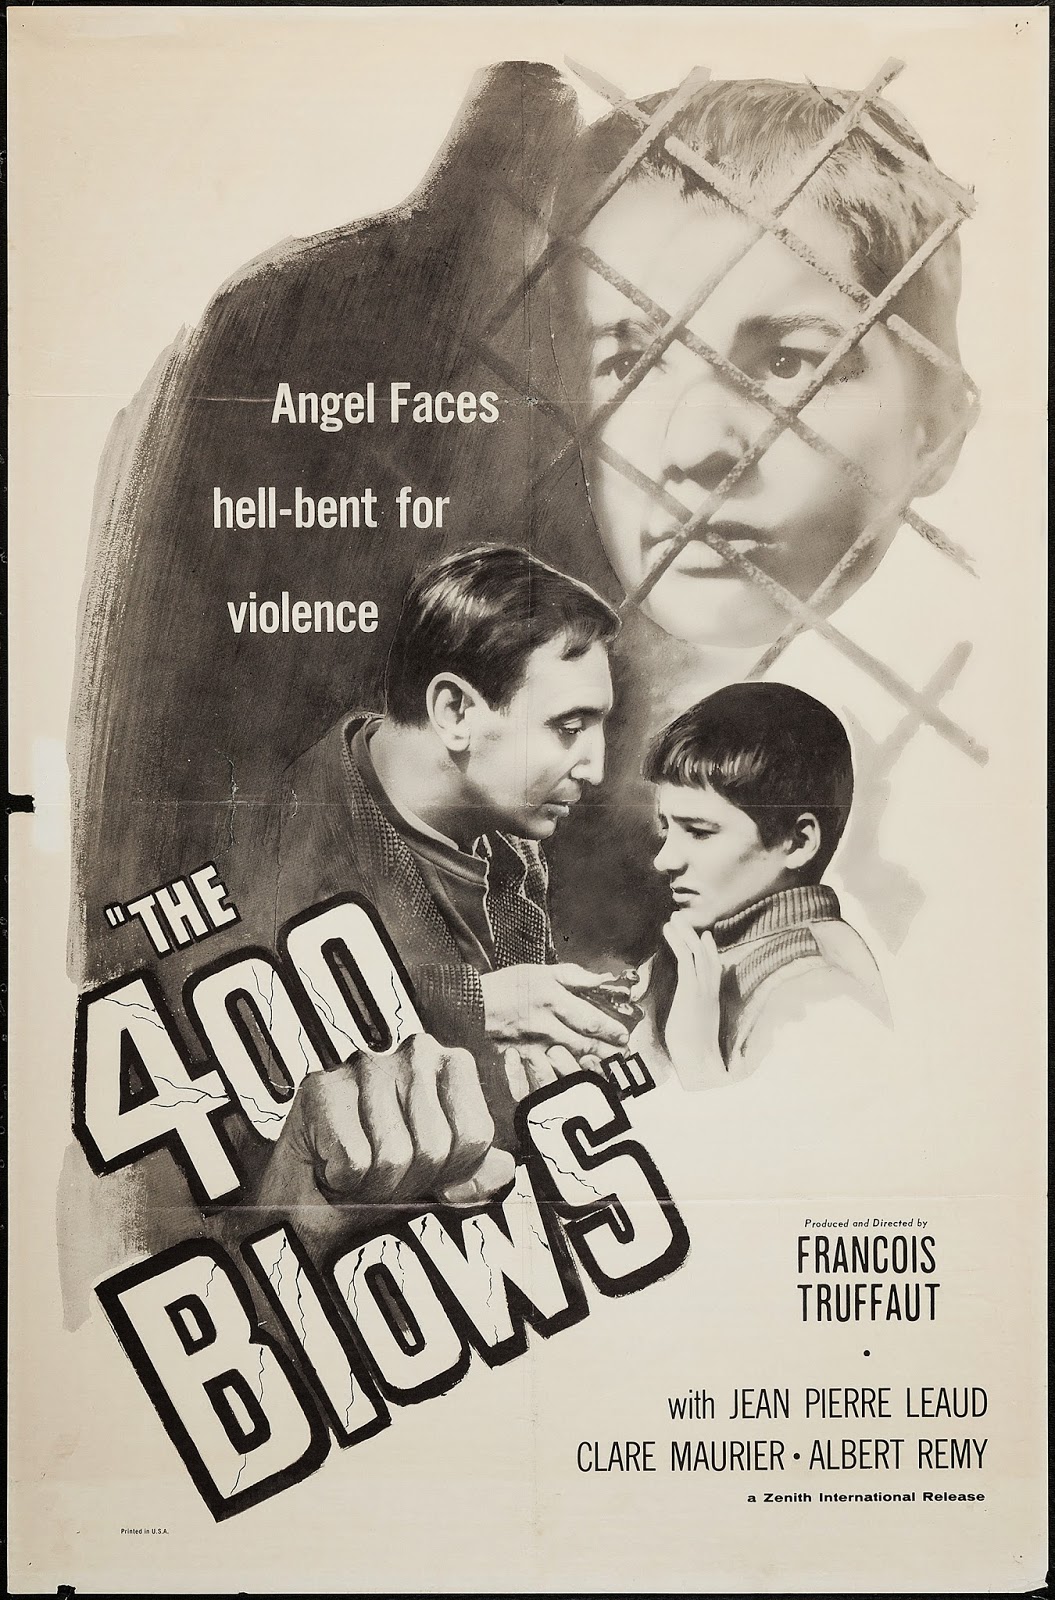 Angel Faces
hell-bent for
violence
"THE
400
BLOWS"
Produced and Directed by
FRANCOIS
TRUFFAUT
•
with JEAN PIERRE LEAUD
CLARE MAURIER • ALBERT REMY
a Zenith International Release
Printed in U.S.A.